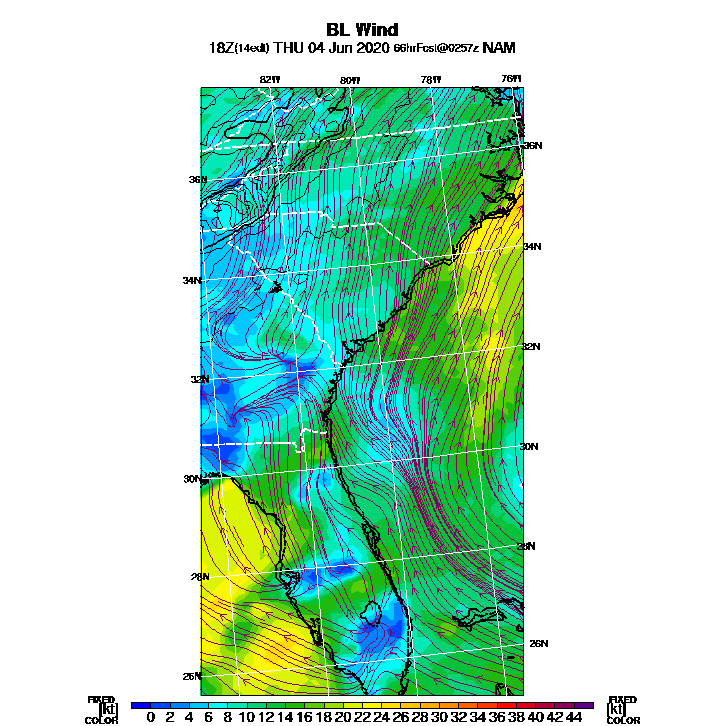 BL Wind
18Z(14edt) THU 04 Jun 2020 66hrFcst@0257z NAM
82W 80W 78W 76W
36N
36N
34N
34N
32N
32N
30N
30N
28N
28N
26N
26N
FIXED FIXED
[kt] 0 2 4 6 8 10 12 14 16 18 20 22 24 26 28 30 32 34 36 38 40 42 44 [kt]
COLOR COLOR